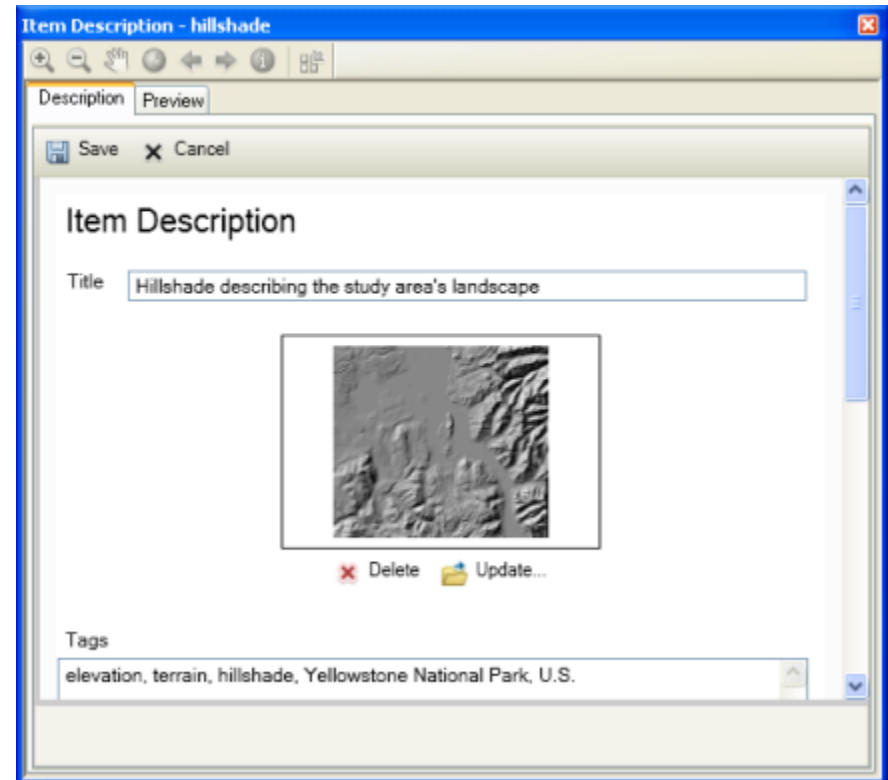 Item Description - hillshade
Description Preview
Save Cancel
Item Description
Title Hillshade describing the study area's landscape
Delete Update...
Tags
elevation, terrain, hillshade, Yellowstone National Park, U.S.